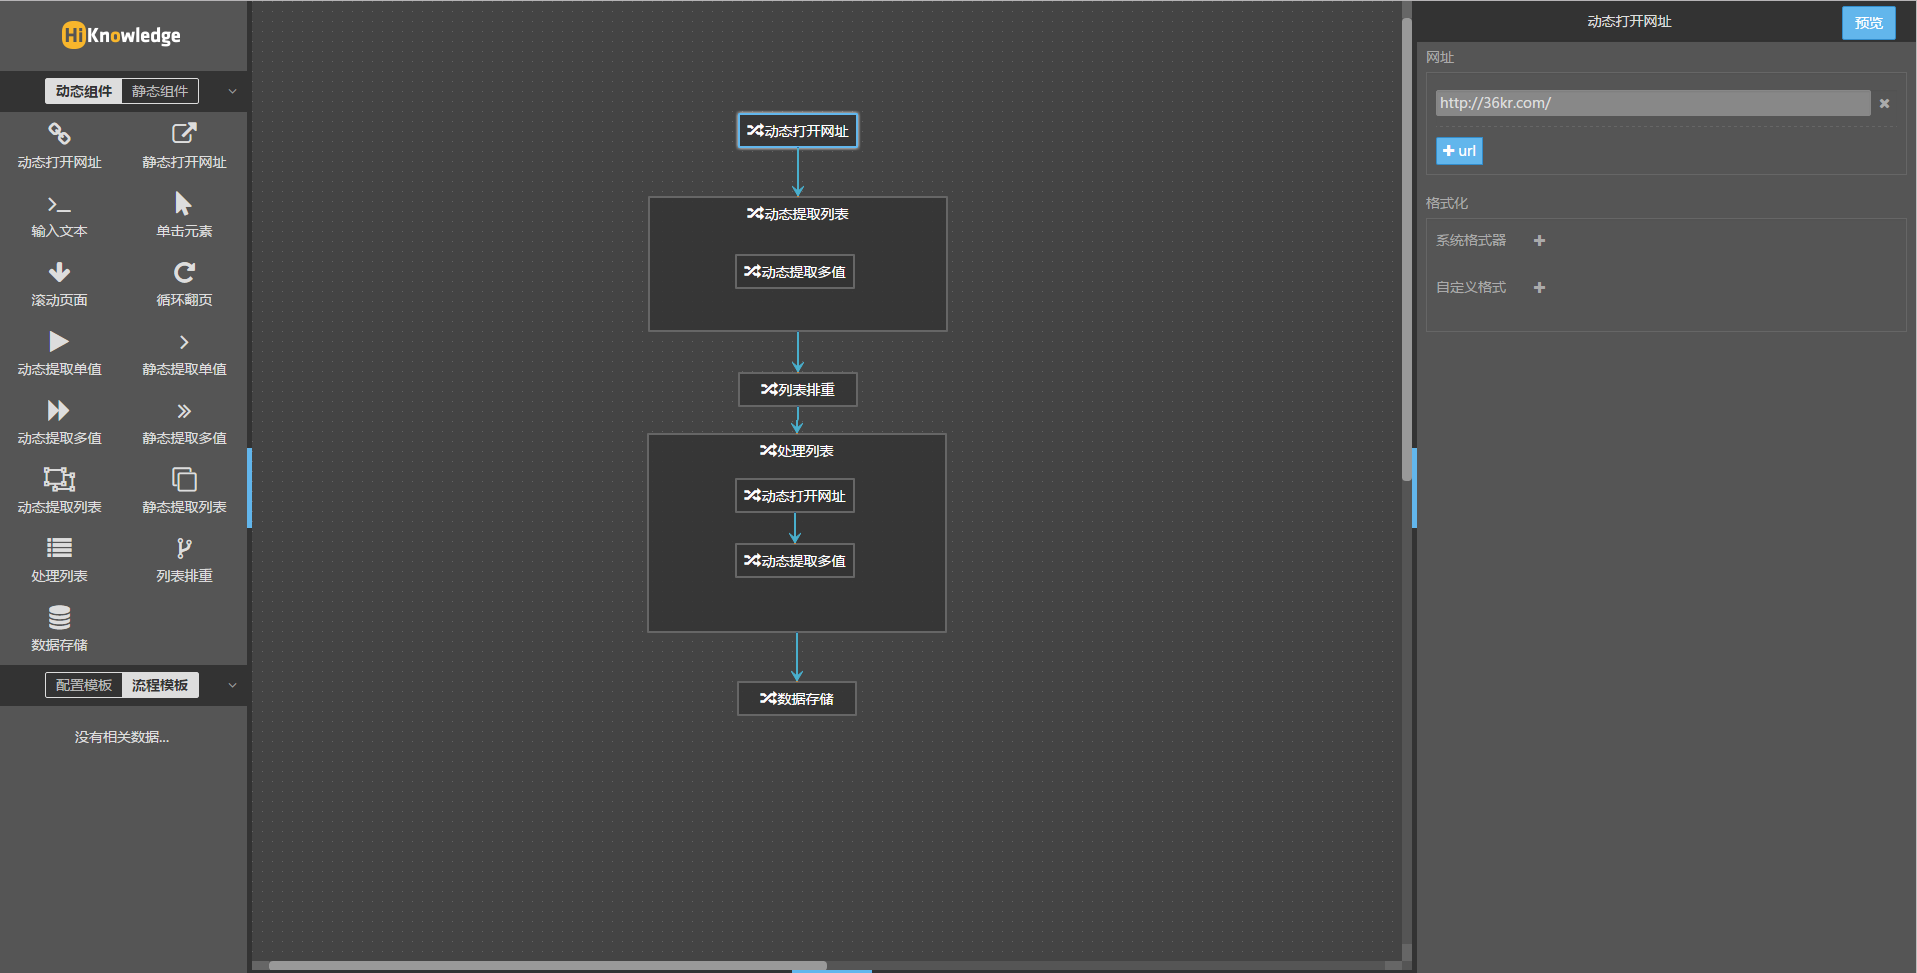 HiKnowledge
动态组件 静态组件
动态打开网址 静态打开网址
输入文本 单击元素
滚动页面 循环翻页
动态提取单值 静态提取单值
动态提取多值 静态提取多值
动态提取列表 静态提取列表
处理列表 列表排重
数据存储
配置模板 流程模板
没有相关数据...
动态打开网址
动态提取列表
动态提取多值
列表排重
处理列表
动态打开网址
动态提取多值
数据存储
动态打开网址 预览
网址
http://36kr.com/
url
格式化
系统格式器
自定义格式